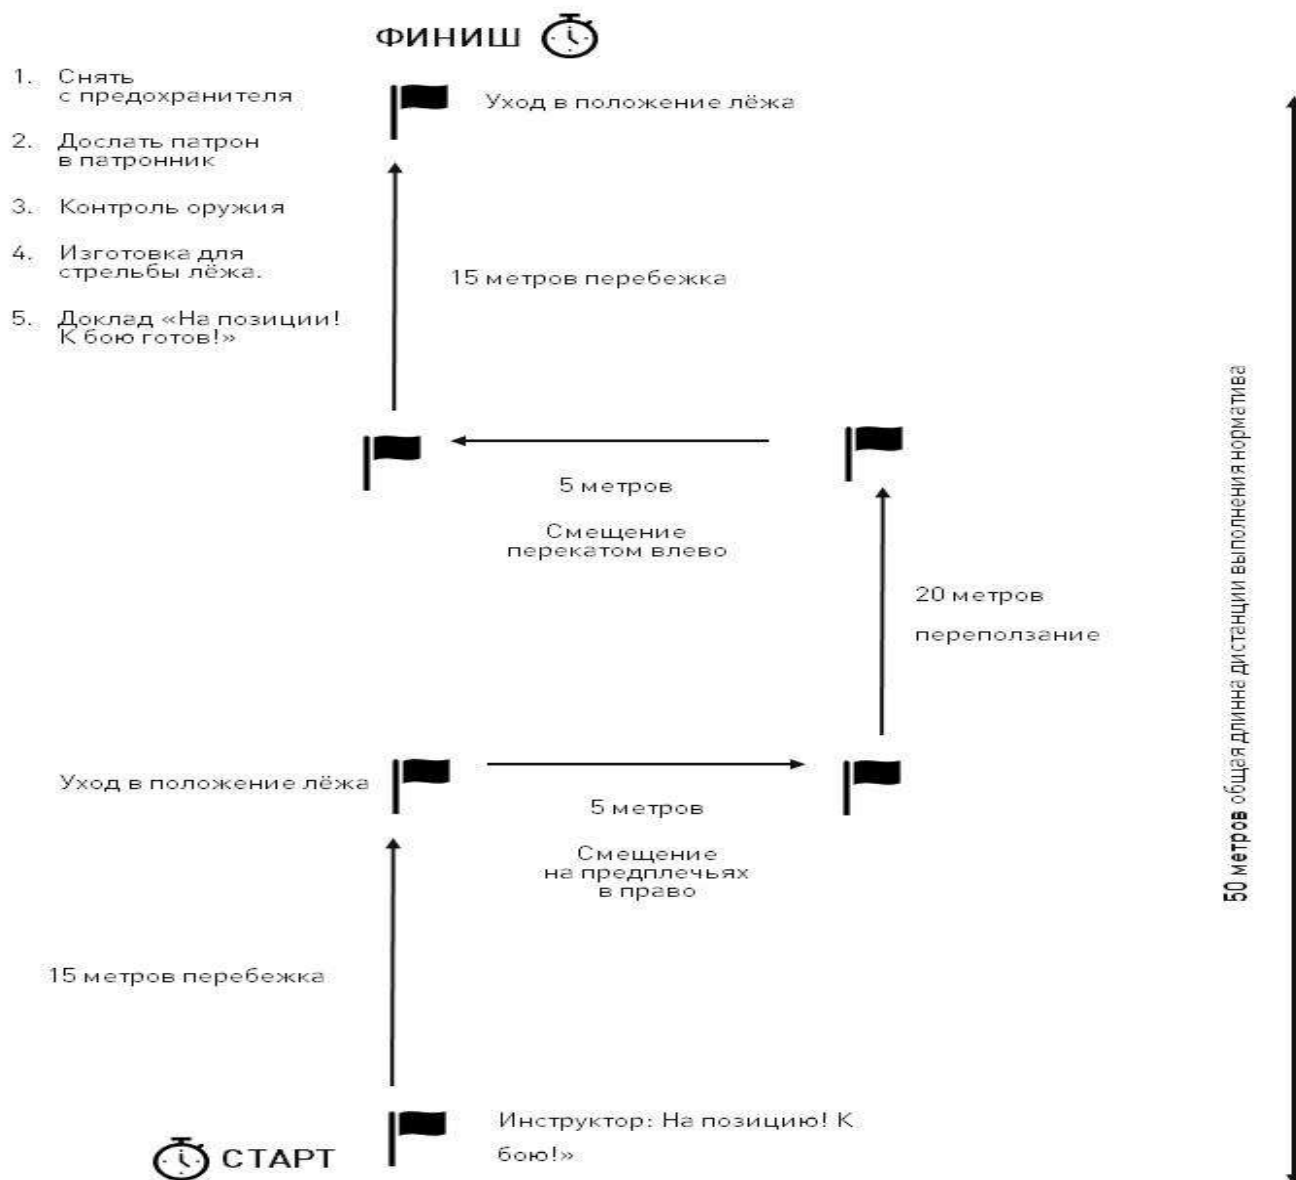 ФИНИШ
1. Снять
с предохранителя
2. Дослать патрон
в патронник
3. Контроль оружия
4. Изготовка для
стрельбы лёжа.
5. Доклад «На позиции!
К бою готов!»
Уход в положение лёжа
15 метров перебежка
5 метров
Смещение
перекатом влево
20 метров
переползание
50 метров общая длинна дистанции выполнения норматива
Уход в положение лёжа
5 метров
Смещение
на предплечьях
в право
15 метров перебежка
Инструктор: На позицию! К
бою!»
СТАРТ